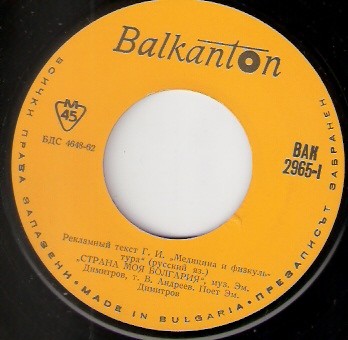 Balkanton
M
45
БДС 4648-62
ВАК
2965-I
Рекламный текст Г. И. „Медицина и физкуль-
тура" (русский яз.)
„СТРАНА МОЯ БОЛГАРИЯ", муз. Эм.
Димитров, т. В. Андреев. Поет Эм.
Димитров
ВСИЧКИ ПРАВА ЗАПАЗЕНИ • MADE IN BULGARIA • ПРЕЗАПИСЪТ ЗАБРАНЕН